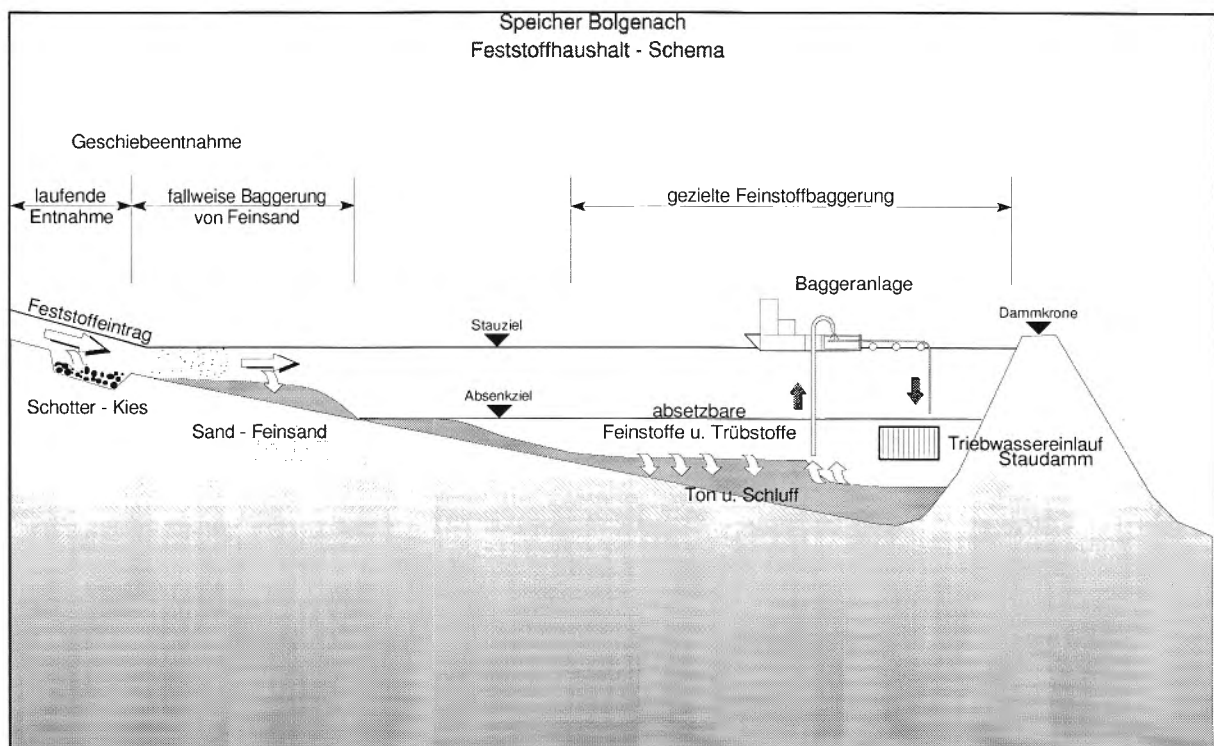 Speicher Bolgenach
Feststoffhaushalt - Schema
Geschiebeentnahme
laufende
Entnahme
fallweise Baggerung
von Feinsand
gezielte Feinstoffbaggerung
Baggeranlage
Feststoffeintrag
Stauziel
Dammkrone
Schotter - Kies
Absenkziel
Sand - Feinsand
absetzbare
Feinstoffe u. Trübstoffe
Triebwassereinlauf
Staudamm
Ton u. Schluff